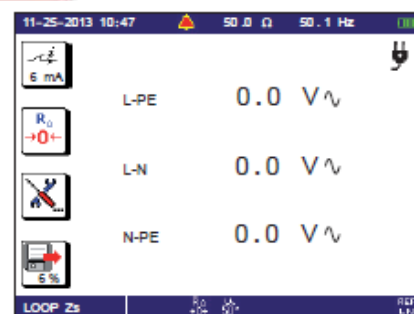 11-25-2013 10:47 50.0 Ω 50.1 Hz
6 mA
L-PE 0.0 V∿
RΩ
→0←
L-N 0.0 V∿
N-PE 0.0 V∿
6%
LOOP Zs